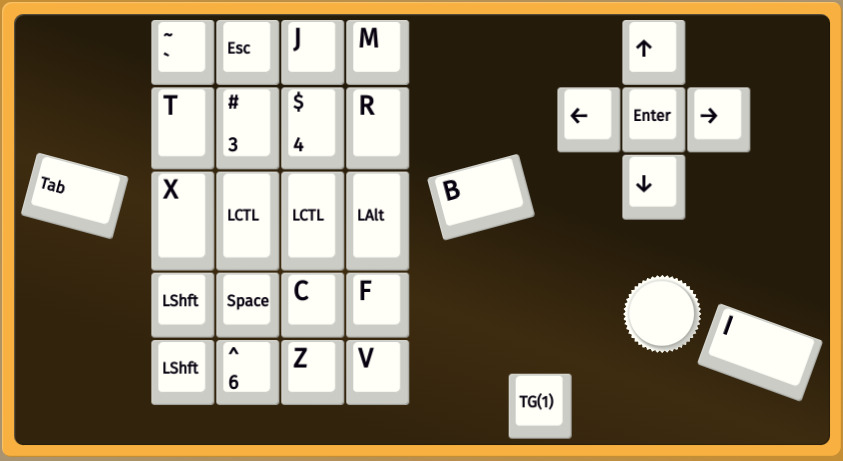 ~
`
Esc
J
M
↑
T
#
3
$
4
R
←
Enter
→
Tab
X
LCTL
LCTL
LAlt
B
↓
LShft
Space
C
F
/
LShft
^
6
Z
V
TG(1)